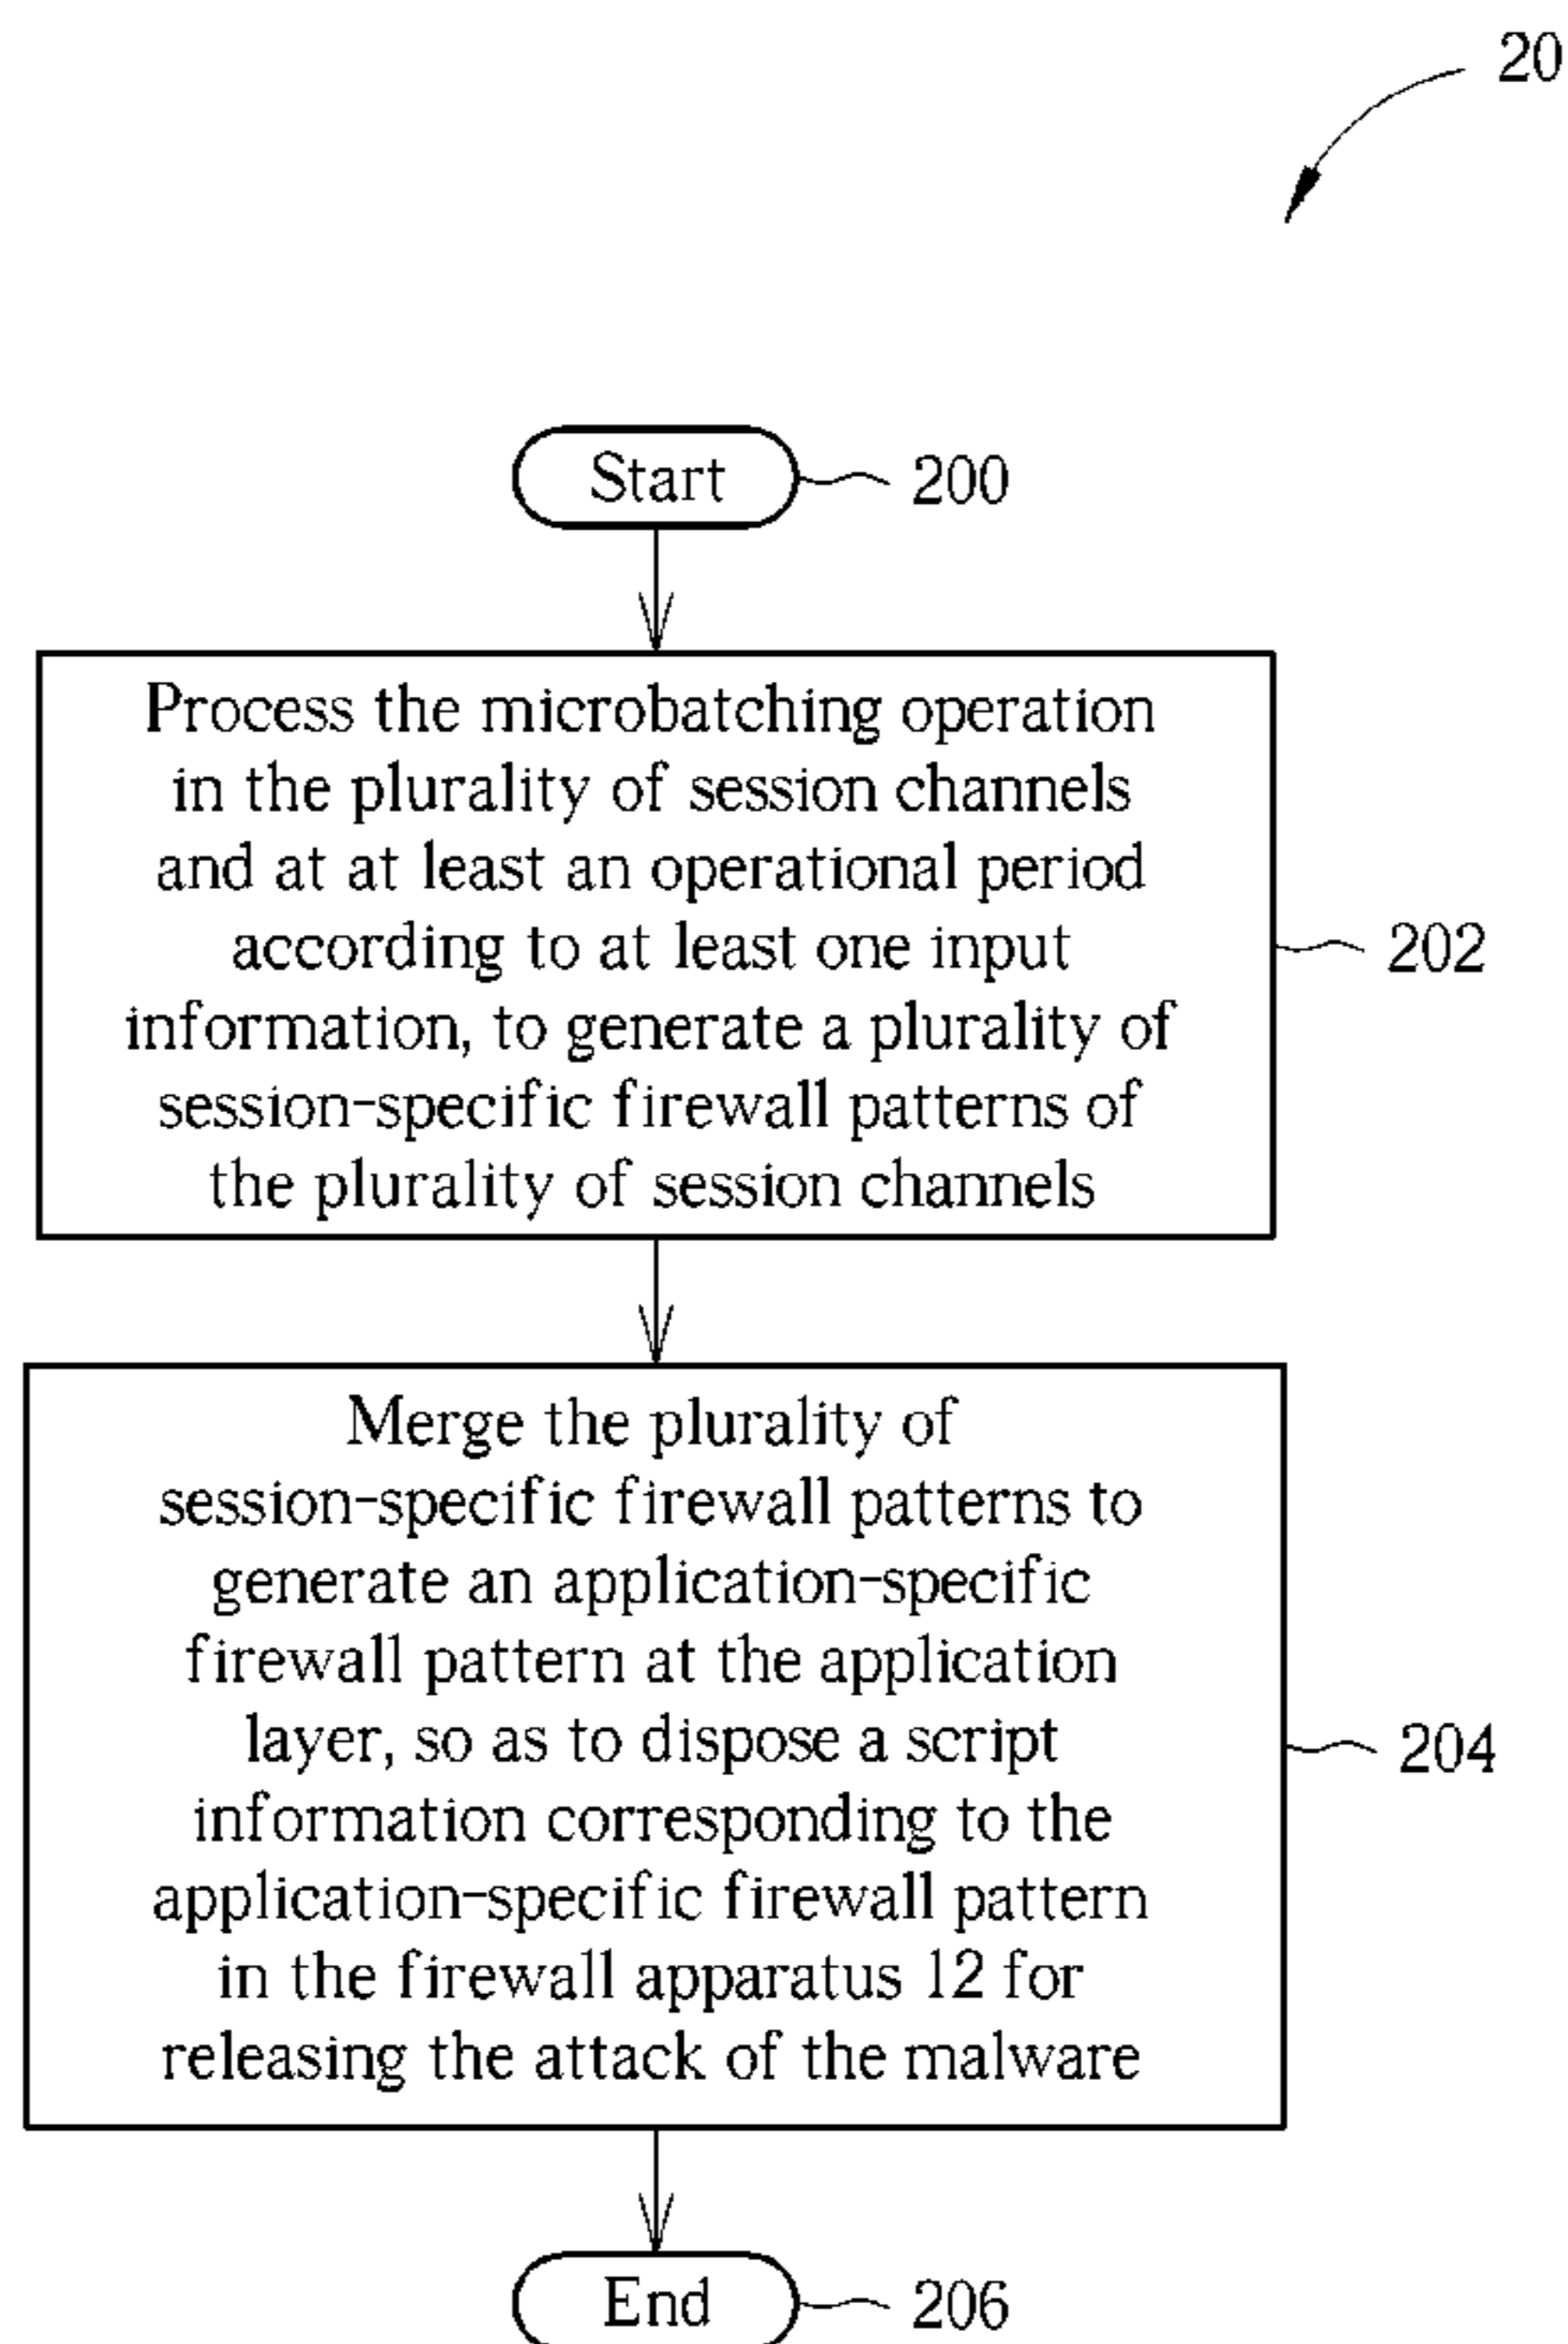 20
Start
200
Process the microbatching operation
in the plurality of session channels
and at at least an operational period
according to at least one input
information, to generate a plurality of
session-specific firewall patterns of
the plurality of session channels
202
Merge the plurality of
session-specific firewall patterns to
generate an application-specific
firewall pattern at the application
layer, so as to dispose a script
information corresponding to the
application-specific firewall pattern
in the firewall apparatus 12 for
releasing the attack of the malware
204
End
206